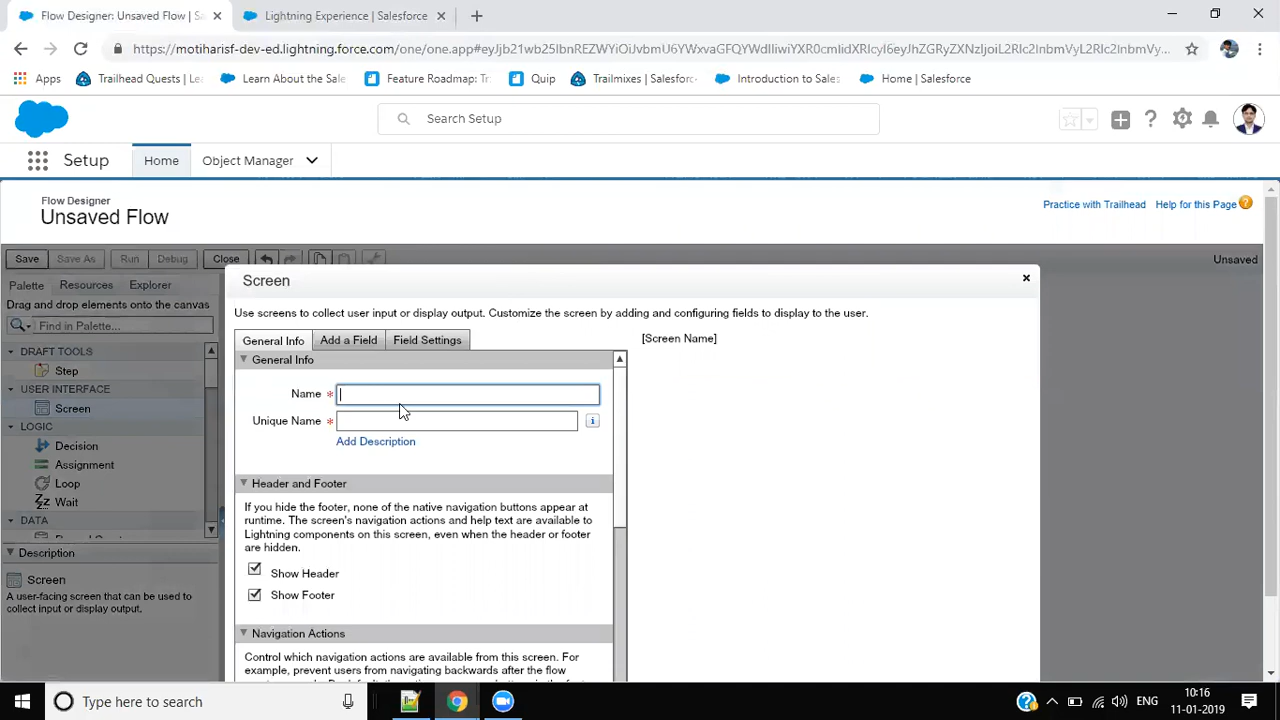 Flow Designer: Unsaved Flow | Sa
Lightning Experience | Salesforce
https://motiharisf-dev-ed.lightning.force.com/one/one.app#
Apps
Trailhead Quests | Le
Learn About the Sale
Feature Roadmap: Tr
Quip
Trailmixes | Salesforc
Introduction to Sales
Home | Salesforce
Search Setup
Setup
Home
Object Manager
Flow Designer
Unsaved Flow
Practice with Trailhead
Help for this Page
Save
Save As
Run
Debug
Close
Unsaved
Palette
Resources
Explorer
Drag and drop elements onto the canvas
Find in Palette...
DRAFT TOOLS
Step
USER INTERFACE
Screen
LOGIC
Decision
Assignment
Loop
Wait
DATA
Description
Screen
A user-facing screen that can be used to
collect input or display output.
Screen
Use screens to collect user input or display output. Customize the screen by adding and configuring fields to display to the user.
General Info
Add a Field
Field Settings
[Screen Name]
General Info
Name *
Unique Name *
Add Description
Header and Footer
If you hide the footer, none of the native navigation buttons appear at
runtime. The screen's navigation actions and help text are available to
Lightning components on this screen, even when the header or footer
are hidden.
Show Header
Show Footer
Navigation Actions
Control which navigation actions are available from this screen. For
example, prevent users from navigating backwards after the flow
Type here to search
ENG
10:16
11-01-2019